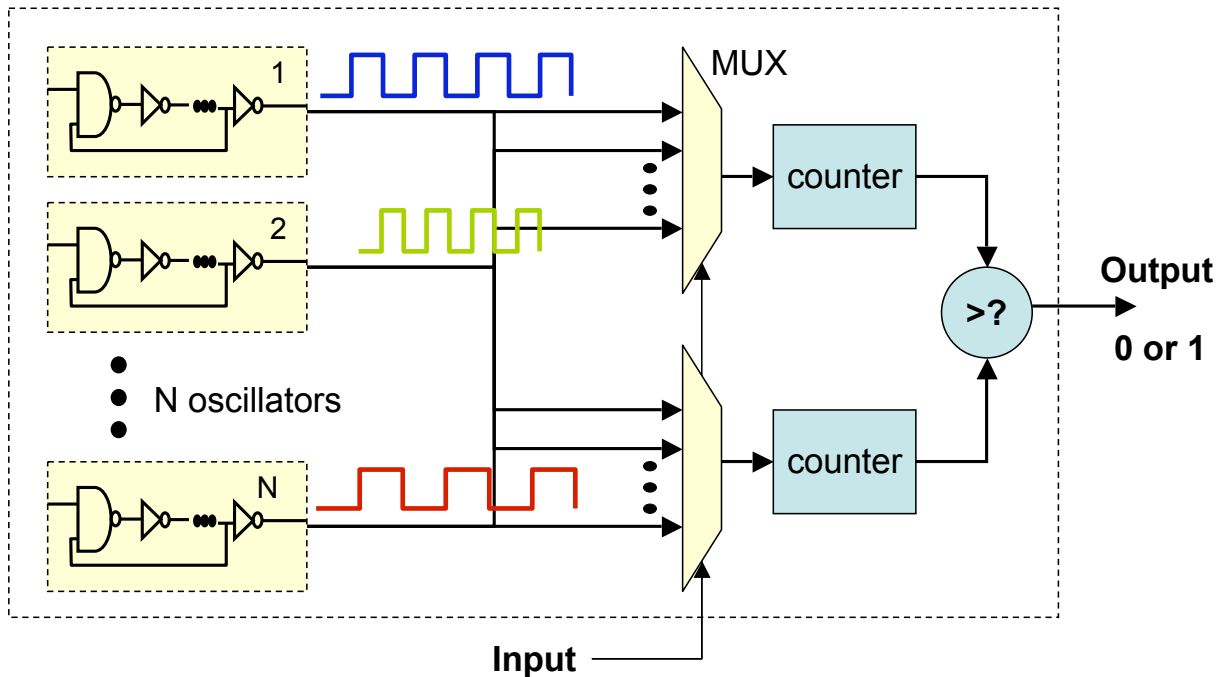 1
MUX
counter
2
Output
>?
0 or 1
N oscillators
counter
N
Input